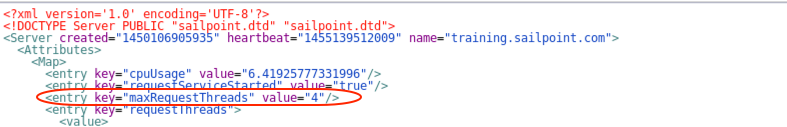 <?xml version='1.0' encoding='UTF-8'?>
<!DOCTYPE Server PUBLIC "sailpoint.dtd" "sailpoint.dtd">
<Server created="1450106905935" heartbeat="1455139512009" name="training.sailpoint.com">
<Attributes>
<Map>
<entry key="cpuUsage" value="6.41925777331996"/>
<entry key="requestServiceStarted" value="true"/>
<entry key="maxRequestThreads" value="4"/>
<entry key="requestThreads">
<value>